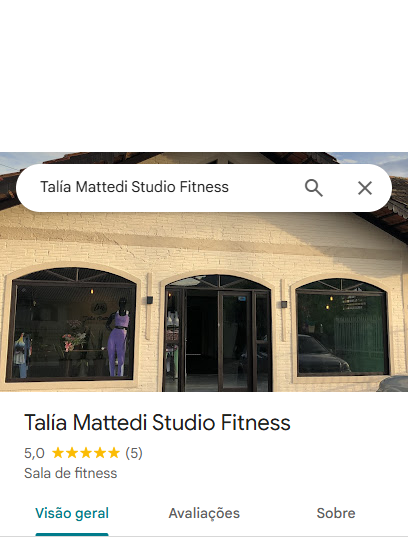 Talía Mattedi Studio Fitness
Talía Mattedi Studio Fitness
5,0 ★★★★★ (5)
Sala de fitness
Visão geral Avaliações Sobre